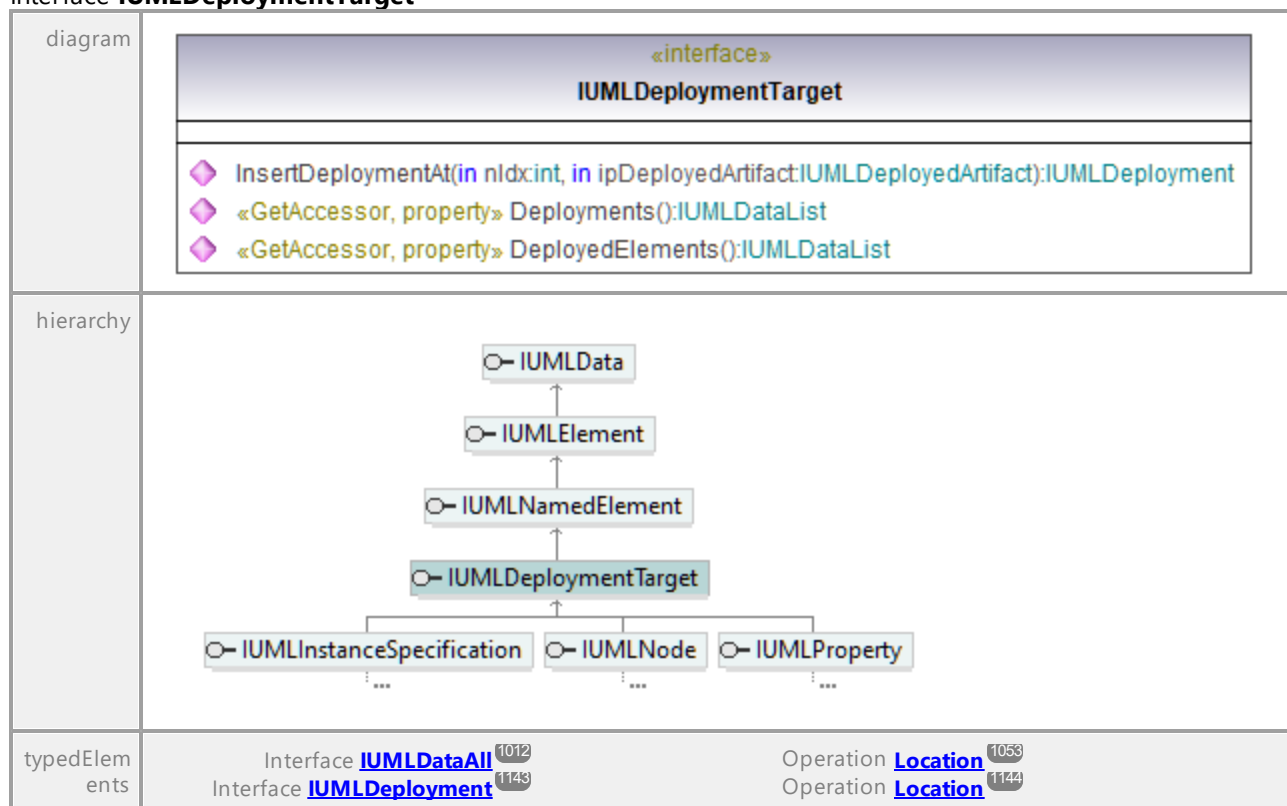 interface IUMLDeploymentTarget
diagram
«interface»
IUMLDeploymentTarget
InsertDeploymentAt(in nIdx:int, in ipDeployedArtifact:IUMLDeployedArtifact):IUMLDeployment
«GetAccessor, property» Deployments():IUMLDataList
«GetAccessor, property» DeployedElements():IUMLDataList
hierarchy
IUMLData
IUMLElement
IUMLNamedElement
IUMLDeploymentTarget
IUMLInstanceSpecification IUMLNode IUMLProperty
... ... ...
typedElem
ents
Interface IUMLDataAll 1012 Operation Location 1053
Interface IUMLDeployment 1143 Operation Location 1144